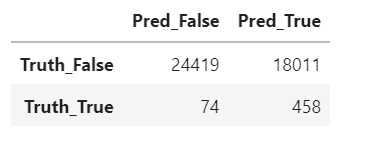 Pred_False Pred_True
Truth_False 24419 18011
Truth_True 74 458